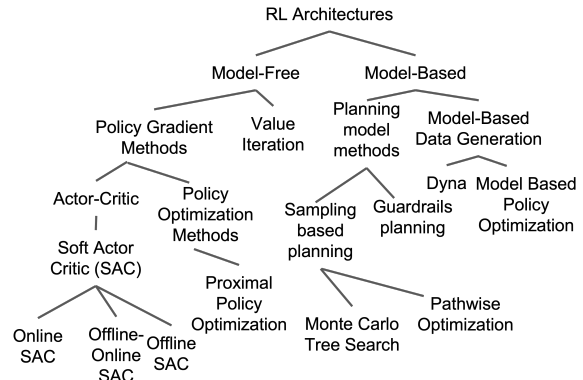 RL Architectures
Model-Free
Model-Based
Policy Gradient
Methods
Value
Iteration
Planning
model
methods
Model-Based
Data Generation
Actor-Critic
Policy
Optimization
Methods
Sampling
based
planning
Guardrails
planning
Dyna
Model Based
Policy
Optimization
Soft Actor
Critic (SAC)
Proximal
Policy
Optimization
Monte Carlo
Tree Search
Pathwise
Optimization
Online
SAC
Offline-
Online
SAC
Offline
SAC